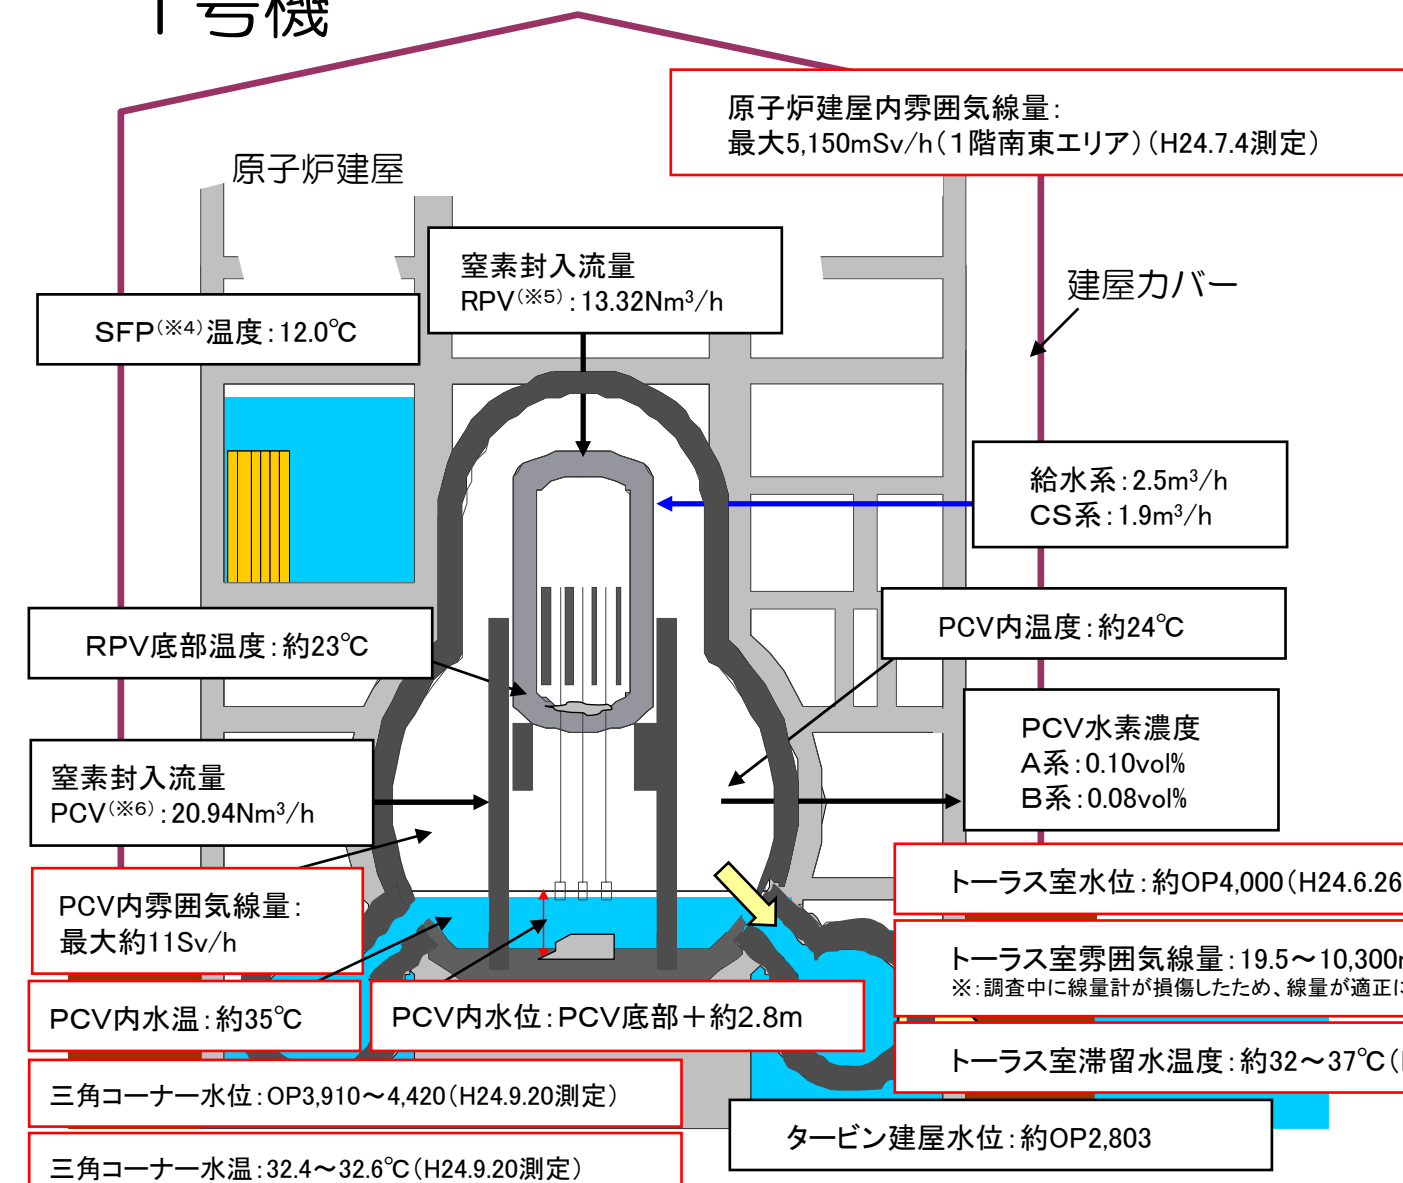 1号機
原子炉建屋内雰囲気線量:
最大5,150mSv/h(1階南東エリア)(H24.7.4測定)
原子炉建屋
窒素封入流量
RPV(※5):13.32Nm³/h
建屋カバー
SFP(※4)温度:12.0℃
給水系:2.5m³/h
CS系:1.9m³/h
RPV底部温度:約23℃
PCV内温度:約24℃
PCV水素濃度
A系:0.10vol%
B系:0.08vol%
窒素封入流量
PCV(※6):20.94Nm³/h
トーラス室水位:約OP4,000(H24.6.26
PCV内雰囲気線量:
最大約11Sv/h
トーラス室雰囲気線量:19.5～10,300
※:調査中に線量計が損傷したため、線量が適正に
PCV内水温:約35℃
PCV内水位:PCV底部+約2.8m
トーラス室滞留水温度:約32～37℃(
三角コーナー水位:OP3,910～4,420(H24.9.20測定)
タービン建屋水位:約OP2,803
三角コーナー水温:32.4～32.6℃(H24.9.20測定)